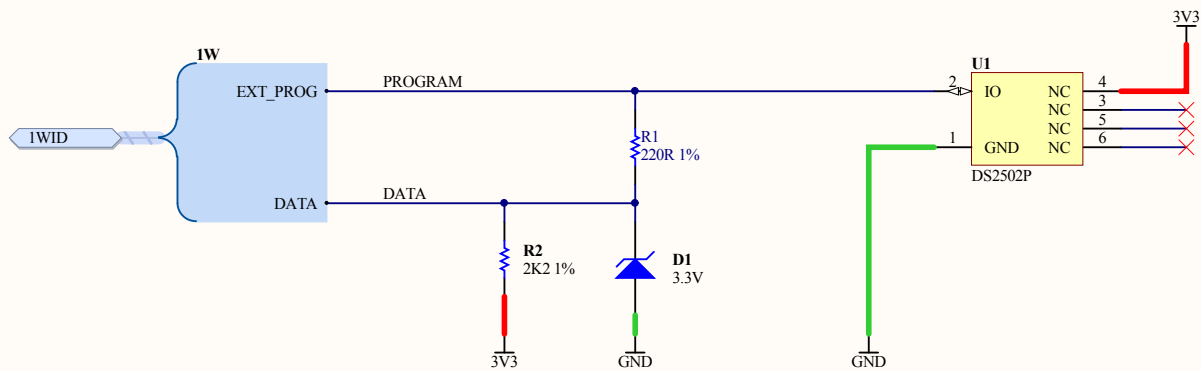 3V3
1W
U1
EXT_PROG
PROGRAM
2
IO
NC
4
NC
3
1WID
R1
220R 1%
NC
5
1
GND
NC
6
DS2502P
DATA
DATA
R2
2K2 1%
D1
3.3V
3V3
GND
GND